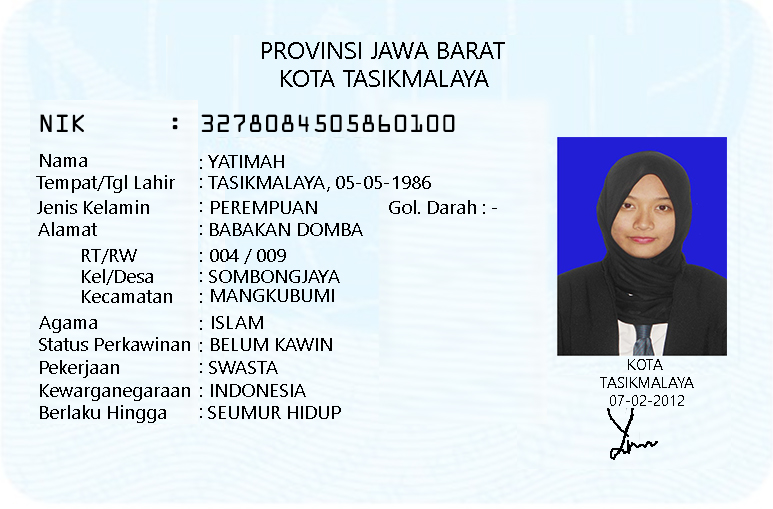 PROVINSI JAWA BARAT
KOTA TASIKMALAYA
NIK : 3278084505860100
Nama : YATIMAH
Tempat/Tgl Lahir : TASIKMALAYA, 05-05-1986
Jenis Kelamin : PEREMPUAN Gol. Darah : -
Alamat : BABAKAN DOMBA
RT/RW : 004 / 009
Kel/Desa : SOMBONGJAYA
Kecamatan : MANGKUBUMI
Agama : ISLAM
Status Perkawinan : BELUM KAWIN
Pekerjaan : SWASTA
Kewarganegaraan : INDONESIA
Berlaku Hingga : SEUMUR HIDUP
KOTA
TASIKMALAYA
07-02-2012